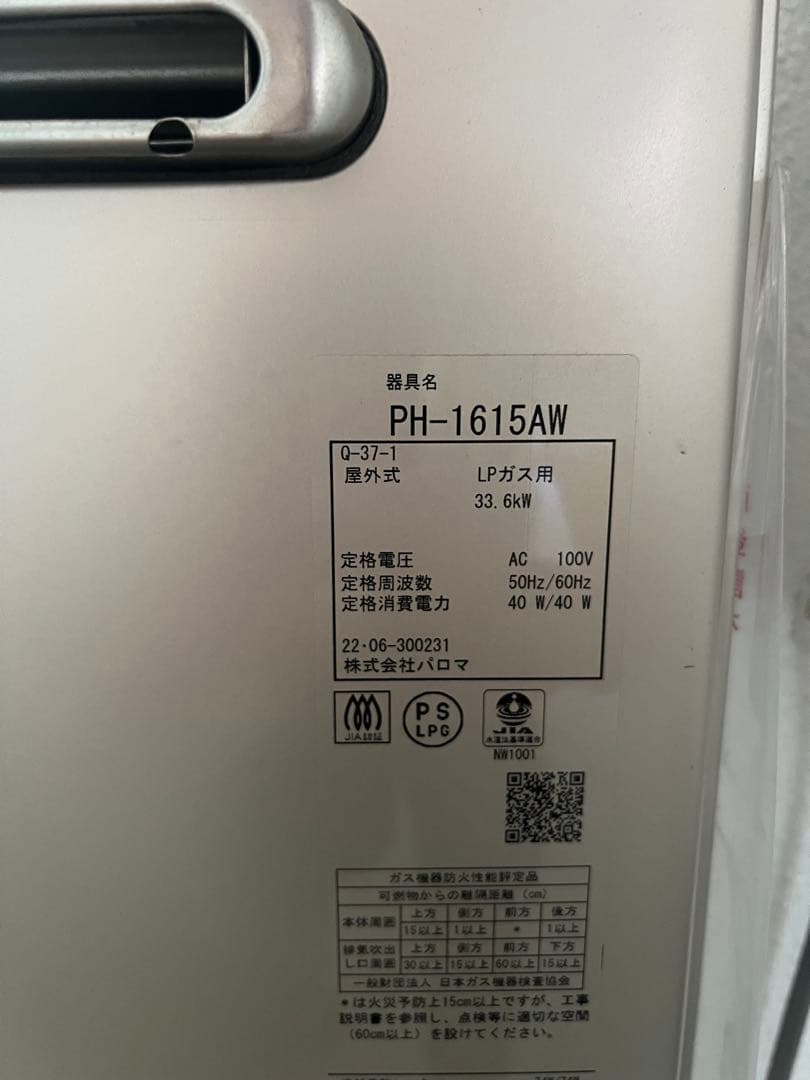 器具名
PH-1615AW
Q-37-1
屋外式 LPガス用
33.6kW
定格電圧 AC 100V
定格周波数 50Hz/60Hz
定格消費電力 40 W/40 W
22・06-300231
株式会社パロマ
JIA認証
PS
LPG
JIA
水道法基準適合
NW1001
ガス機器防火性能評定品
可燃物からの離隔距離 (cm)
本体周囲 上方 側方 前方 後方
15以上 1以上 * 1以上
排気吹出し口周囲 上方 側方 前方 下方
30以上 15以上 60以上 15以上
一般財団法人 日本ガス機器検査協会
*は火災予防上15cm以上ですが、工事
説明書を参照し、点検等に適切な空間
(60cm以上) を設けてください。